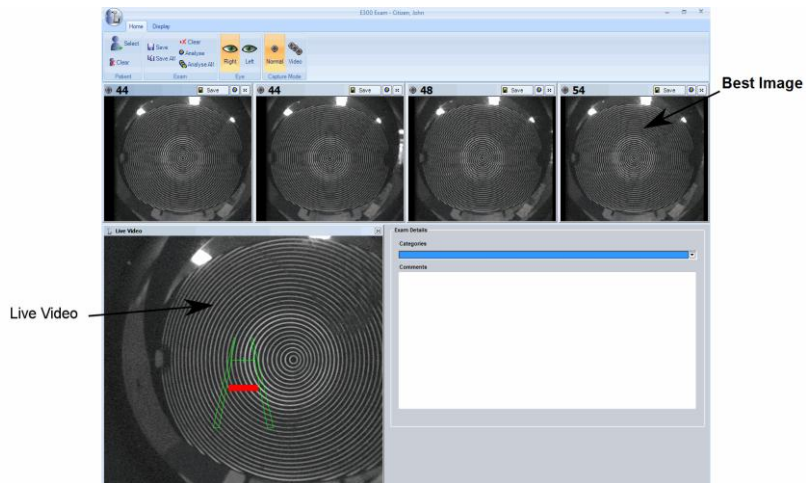 E300 Exam - Citizen, John
Home Display
Select
Clear
Patient
Save
Save All
Clear
Analyse
Analyse All
Exam
Right
Left
Eye
Normal
Video
Capture Mode
44 Save
44 Save
48 Save
54 Save
Best Image
Live Video
Exam Details
Categories
Comments
Live Video